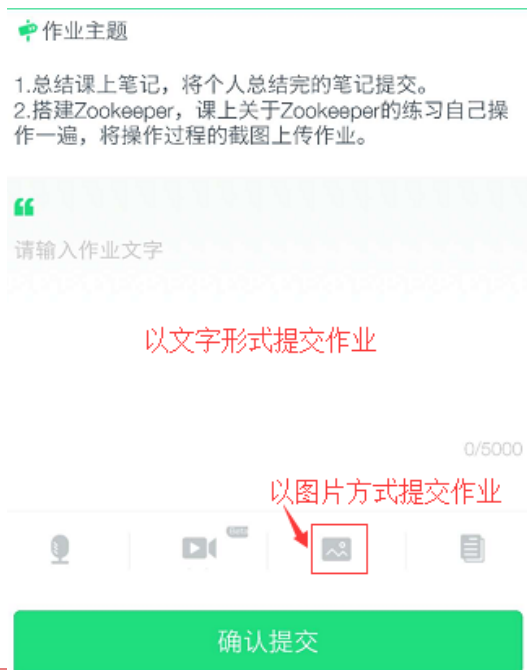 作业主题
1.总结课上笔记，将个人总结完的笔记提交。
2.搭建Zookeeper，课上关于Zookeeper的练习自己操
作一遍，将操作过程的截图上传作业。
请输入作业文字
以文字形式提交作业
0/5000
以图片方式提交作业
Beta
确认提交